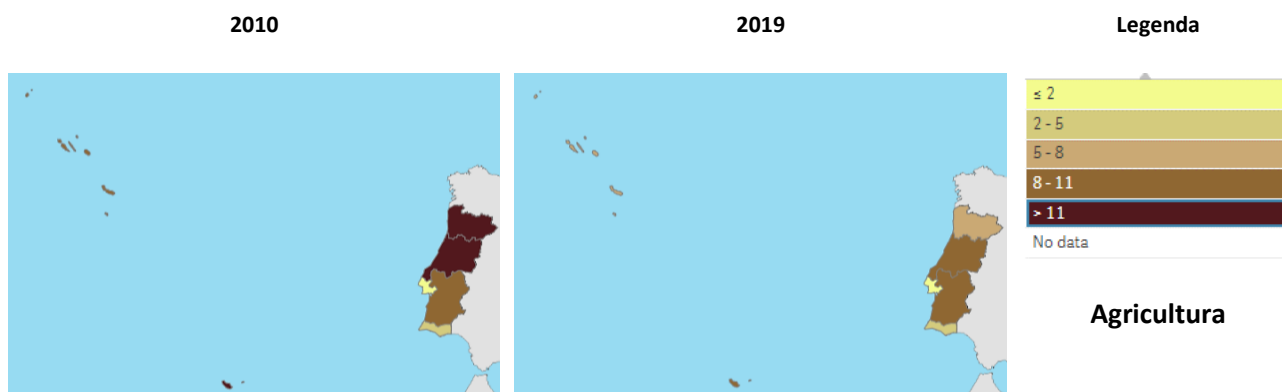 2010
2019
Legenda
≤ 2
2 - 5
5 - 8
8 - 11
> 11
No data
Agricultura